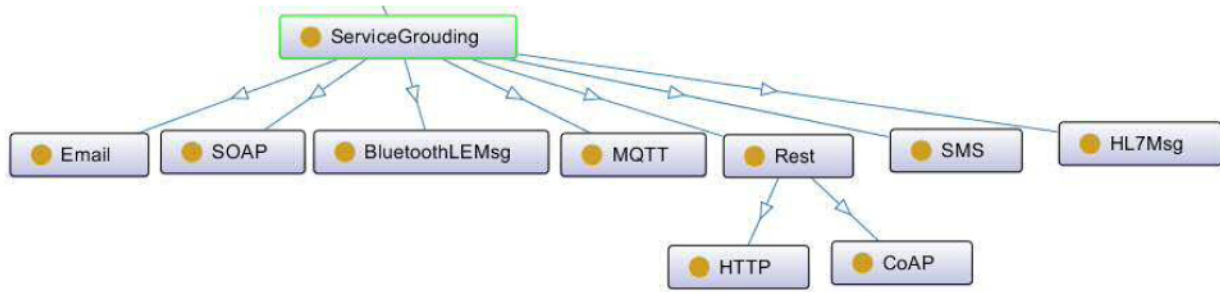 ServiceGrouding
Email
SOAP
BluetoothLEMsg
MQTT
Rest
SMS
HL7Msg
HTTP
CoAP